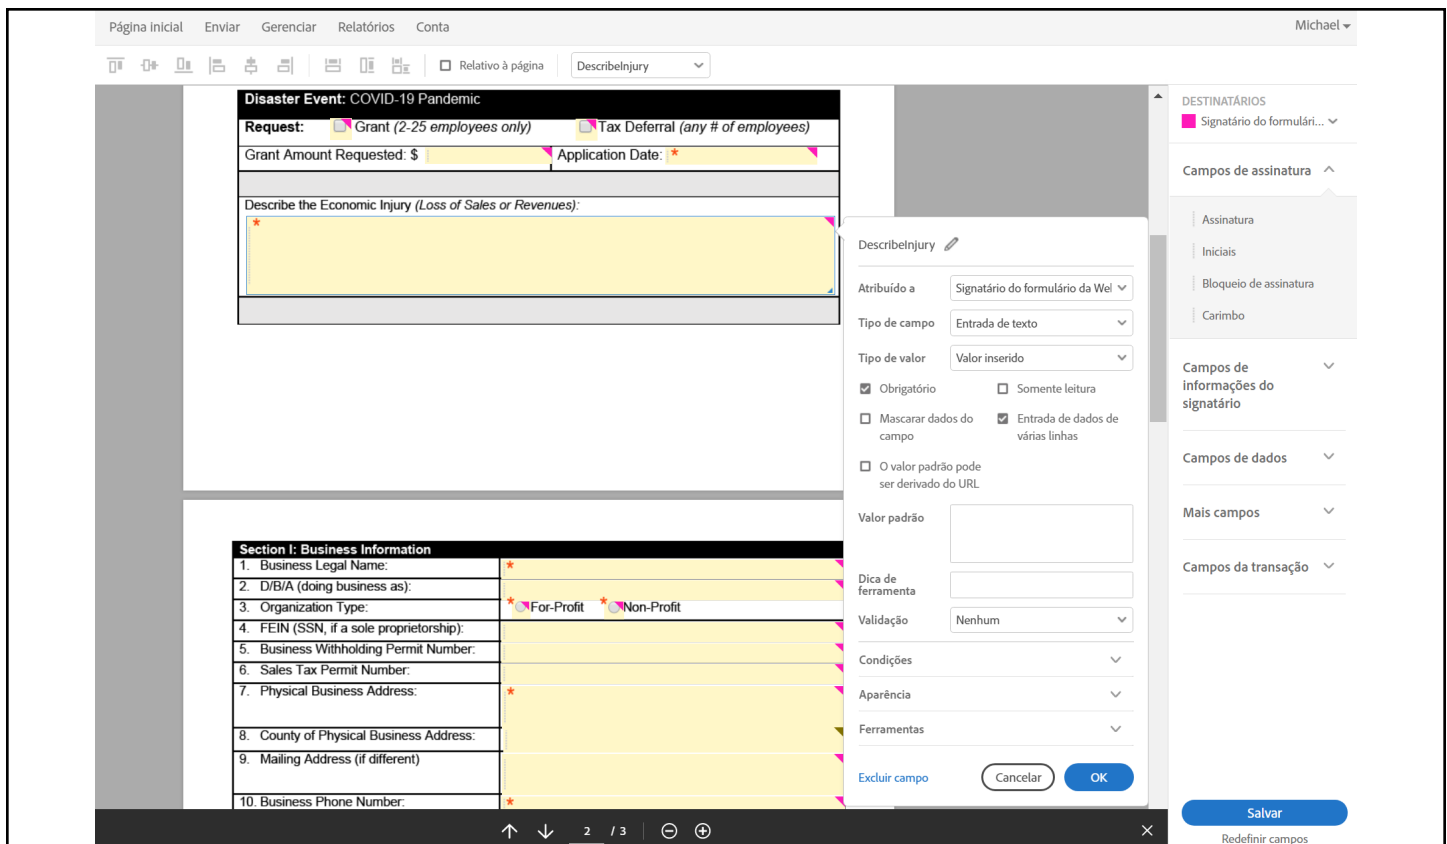 Página inicial Enviar Gerenciar Relatórios Conta Michael
Relativo à página DescribeInjury
Disaster Event: COVID-19 Pandemic
Request: Grant (2-25 employees only) Tax Deferral (any # of employees)
Grant Amount Requested: $ Application Date: *
Describe the Economic Injury (Loss of Sales or Revenues):
*
Section I: Business Information
1. Business Legal Name: *
2. D/B/A (doing business as):
3. Organization Type: * For-Profit * Non-Profit
4. FEIN (SSN, if a sole proprietorship):
5. Business Withholding Permit Number:
6. Sales Tax Permit Number:
7. Physical Business Address: *
8. County of Physical Business Address:
9. Mailing Address (if different)
10. Business Phone Number: *
DescribeInjury
Atribuído a Signatário do formulário da We
Tipo de campo Entrada de texto
Tipo de valor Valor inserido
Obrigatório Somente leitura
Mascarar dados do
campo
Entrada de dados de
várias linhas
O valor padrão pode
ser derivado do URL
Valor padrão
Dica de
ferramenta
Validação Nenhum
Condições
Aparência
Ferramentas
Excluir campo Cancelar OK
DESTINATÁRIOS
Signatário do formulári...
Campos de assinatura
Assinatura
Iniciais
Bloqueio de assinatura
Carimbo
Campos de
informações do
signatário
Campos de dados
Mais campos
Campos da transação
Salvar
Redefinir campos
2 / 3